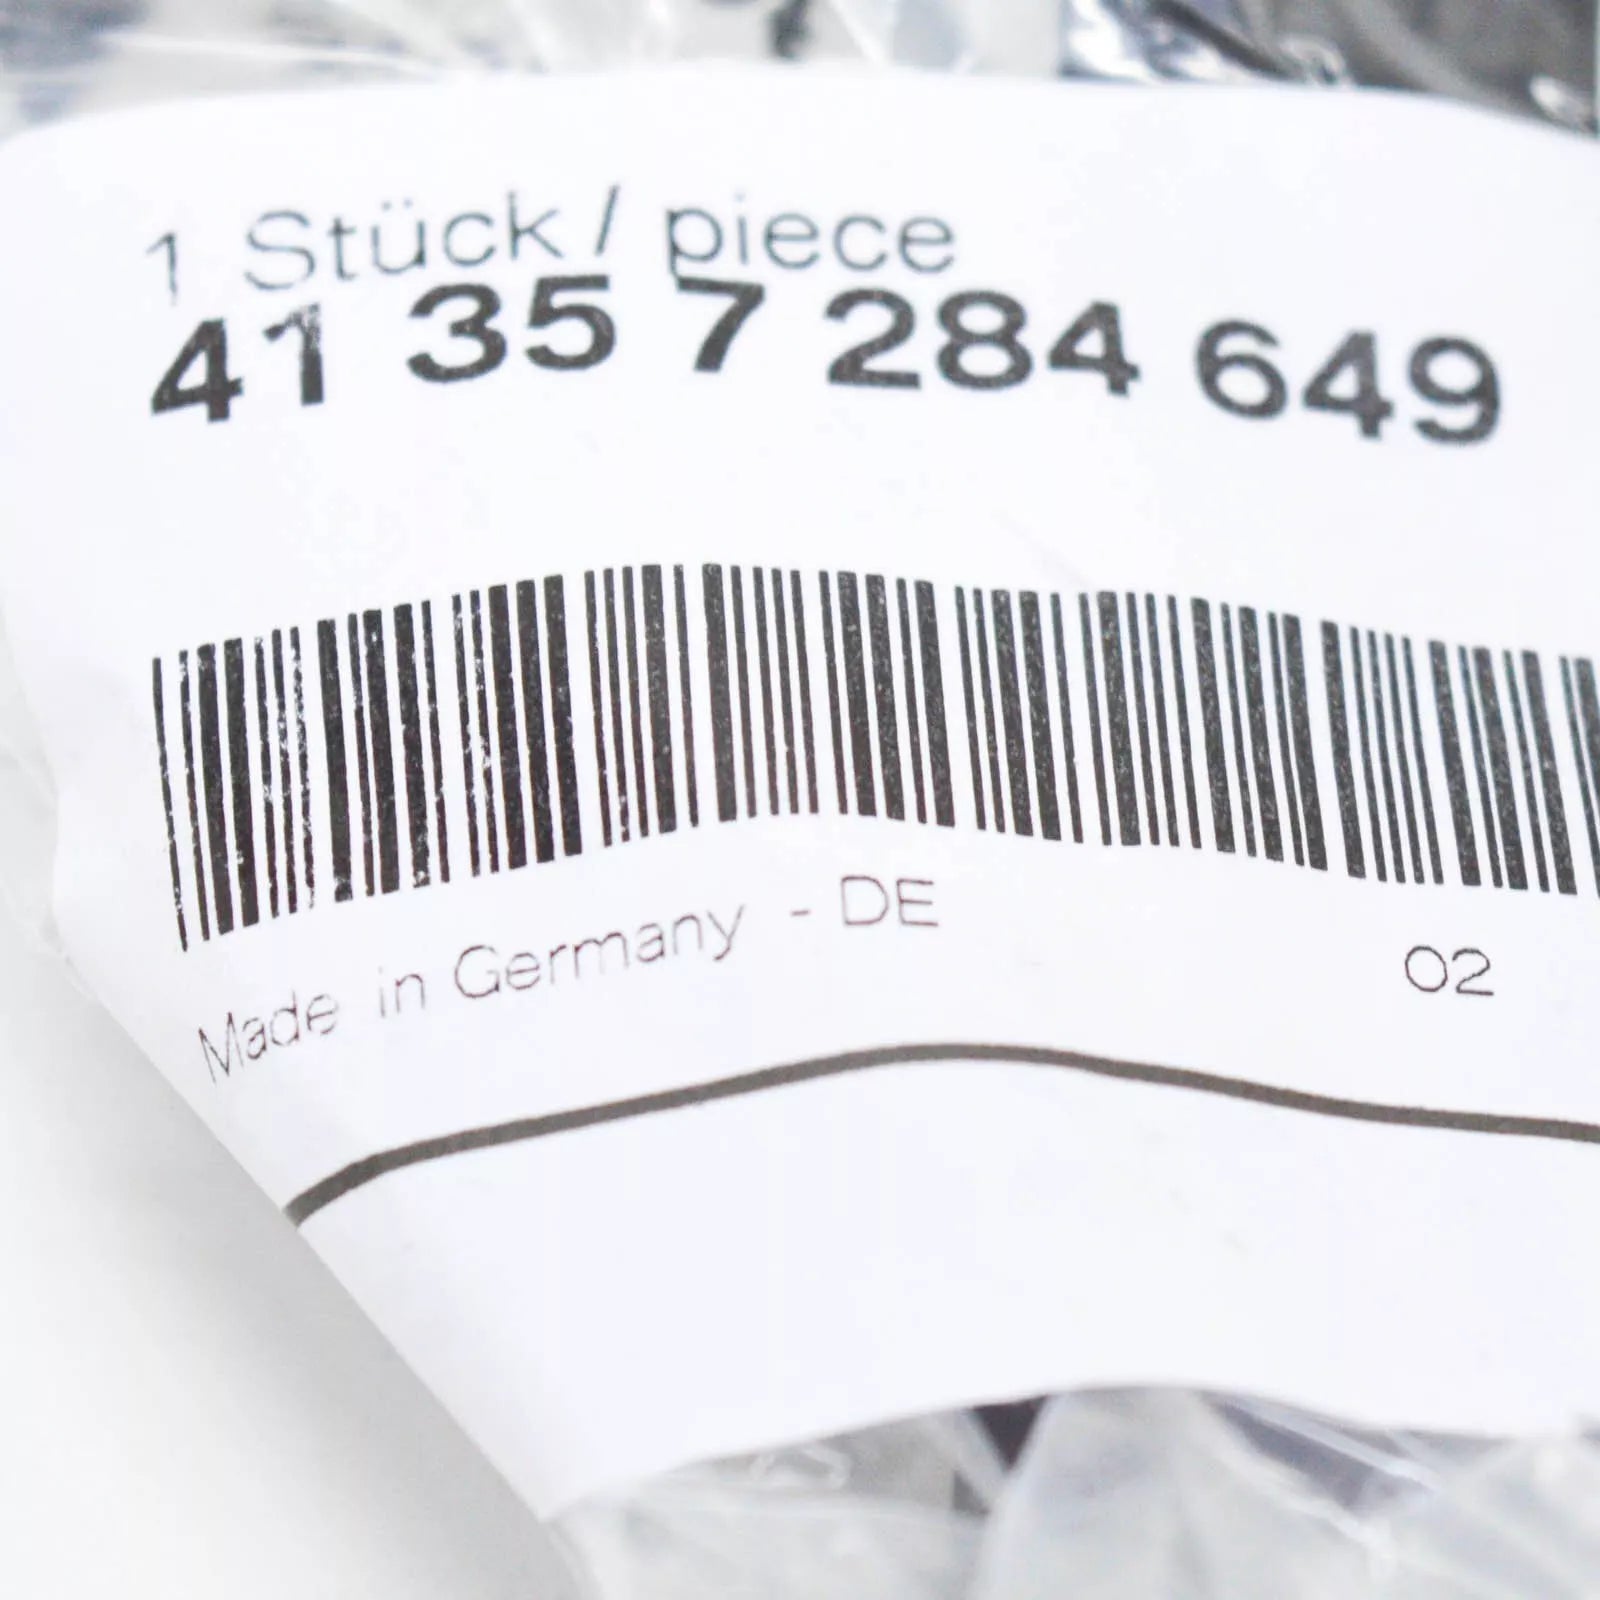 1 Stück / piece
41 35 7 284 649
Made in Germany - DE 02